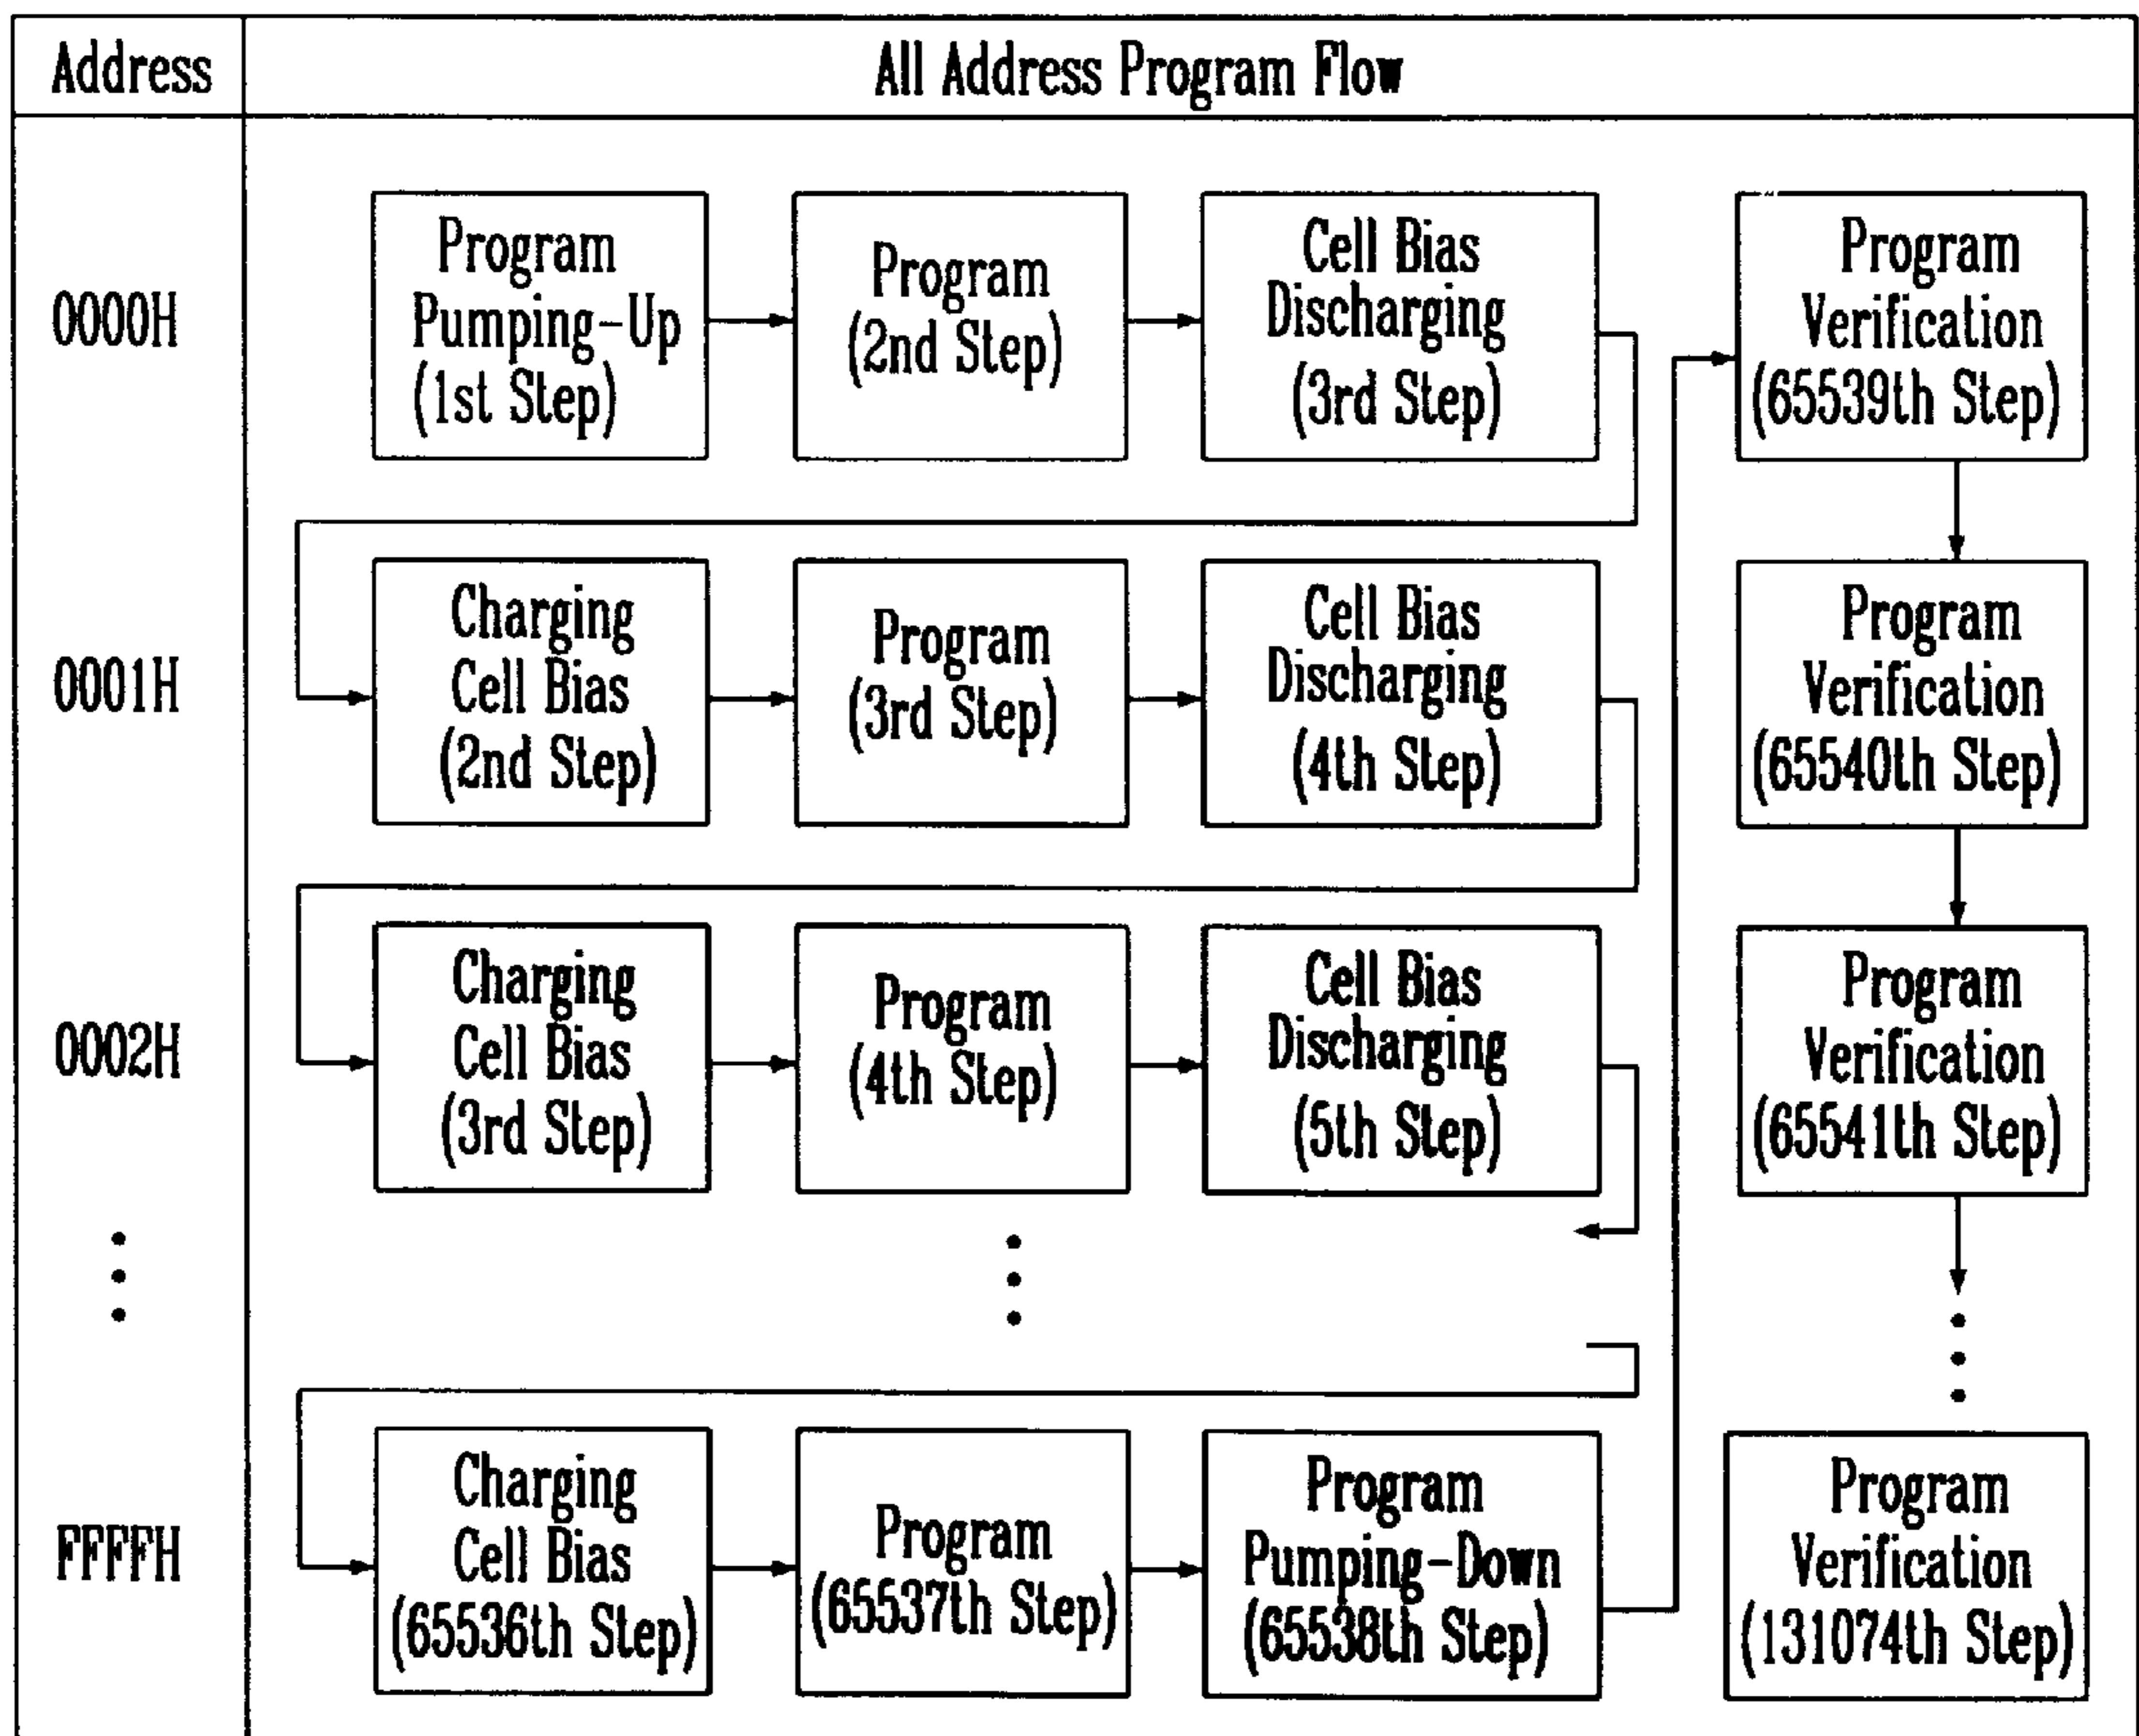 Address
All Address Program Flow
0000H
Program
Pumping-Up
(1st Step)
Program
(2nd Step)
Cell Bias
Discharging
(3rd Step)
Program
Verification
(65539th Step)
0001H
Charging
Cell Bias
(2nd Step)
Program
(3rd Step)
Cell Bias
Discharging
(4th Step)
Program
Verification
(65540th Step)
0002H
Charging
Cell Bias
(3rd Step)
Program
(4th Step)
Cell Bias
Discharging
(5th Step)
Program
Verification
(65541th Step)
FFFFH
Charging
Cell Bias
(65536th Step)
Program
(65537th Step)
Program
Pumping-Down
(65538th Step)
Program
Verification
(131074th Step)